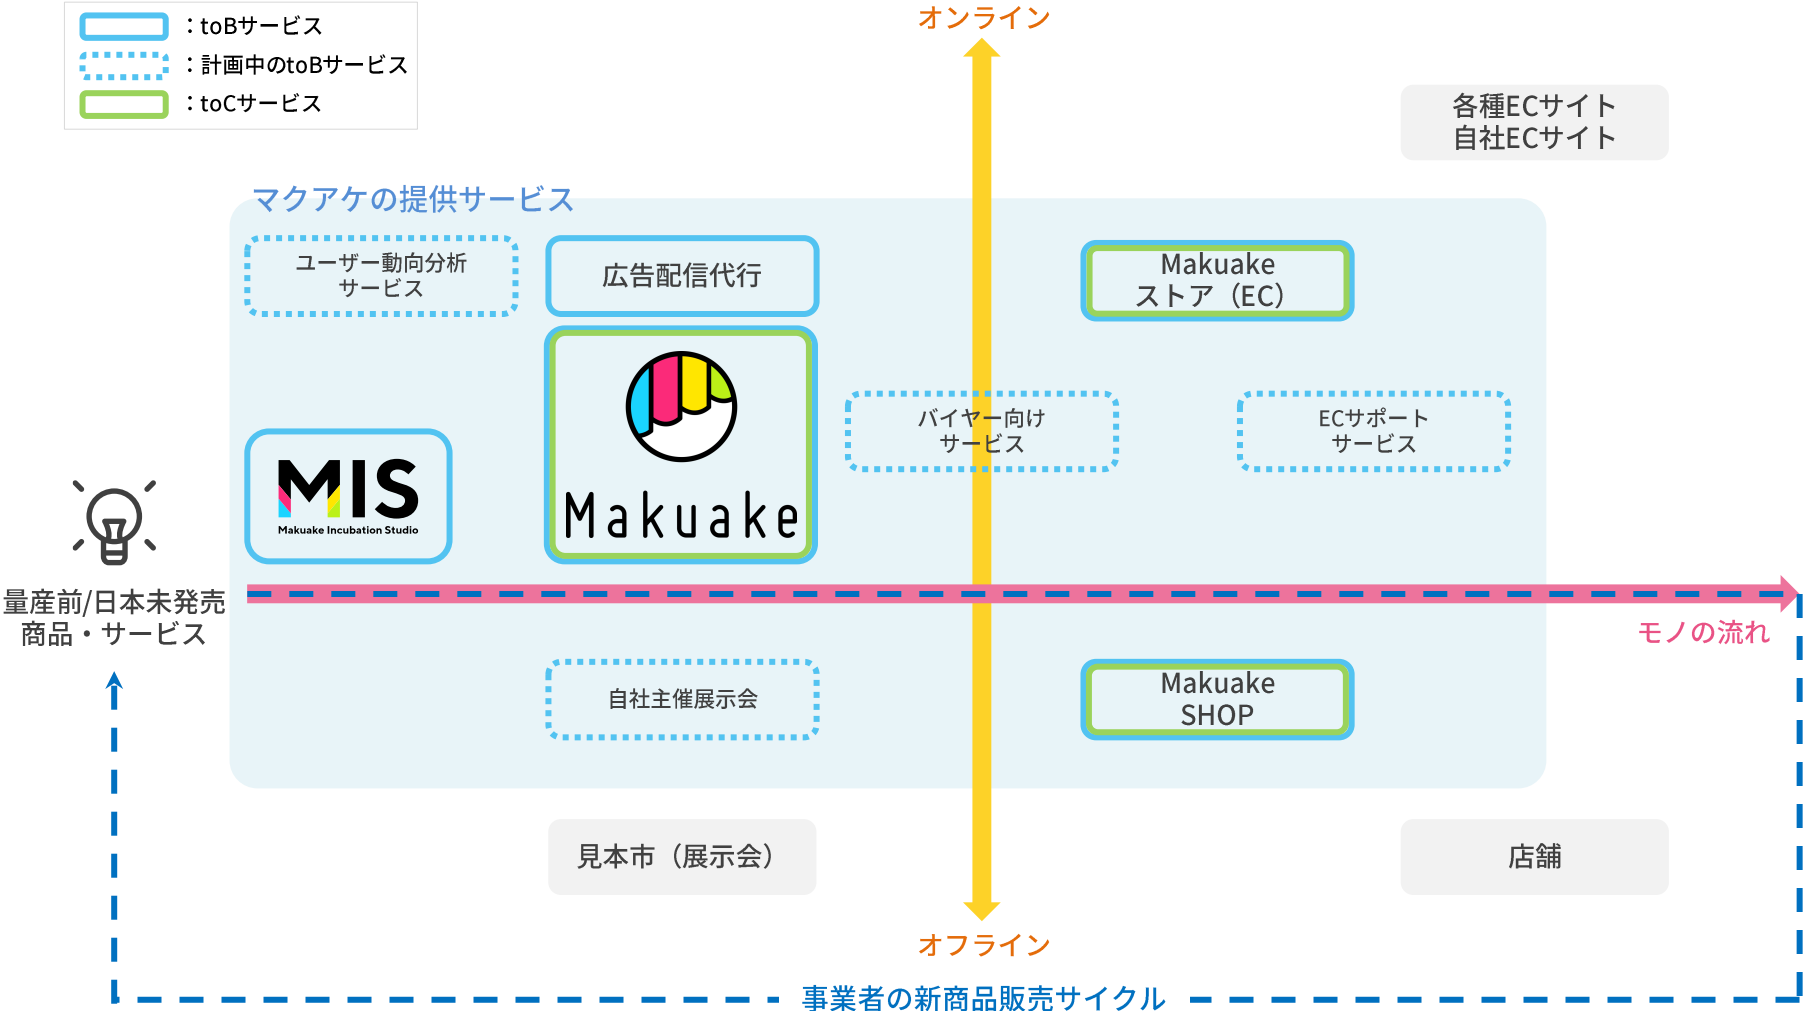 ：toBサービス
：計画中のtoBサービス
：toCサービス
オンライン
各種ECサイト
自社ECサイト
マクアケの提供サービス
ユーザー動向分析
サービス
広告配信代行
Makuake
ストア（EC）
Makuake
バイヤー向け
サービス
ECサポート
サービス
MIS
Makuake Incubation Studio
量産前/日本未発売
商品・サービス
モノの流れ
自社主催展示会
Makuake
SHOP
見本市（展示会）
店舗
オフライン
事業者の新商品販売サイクル